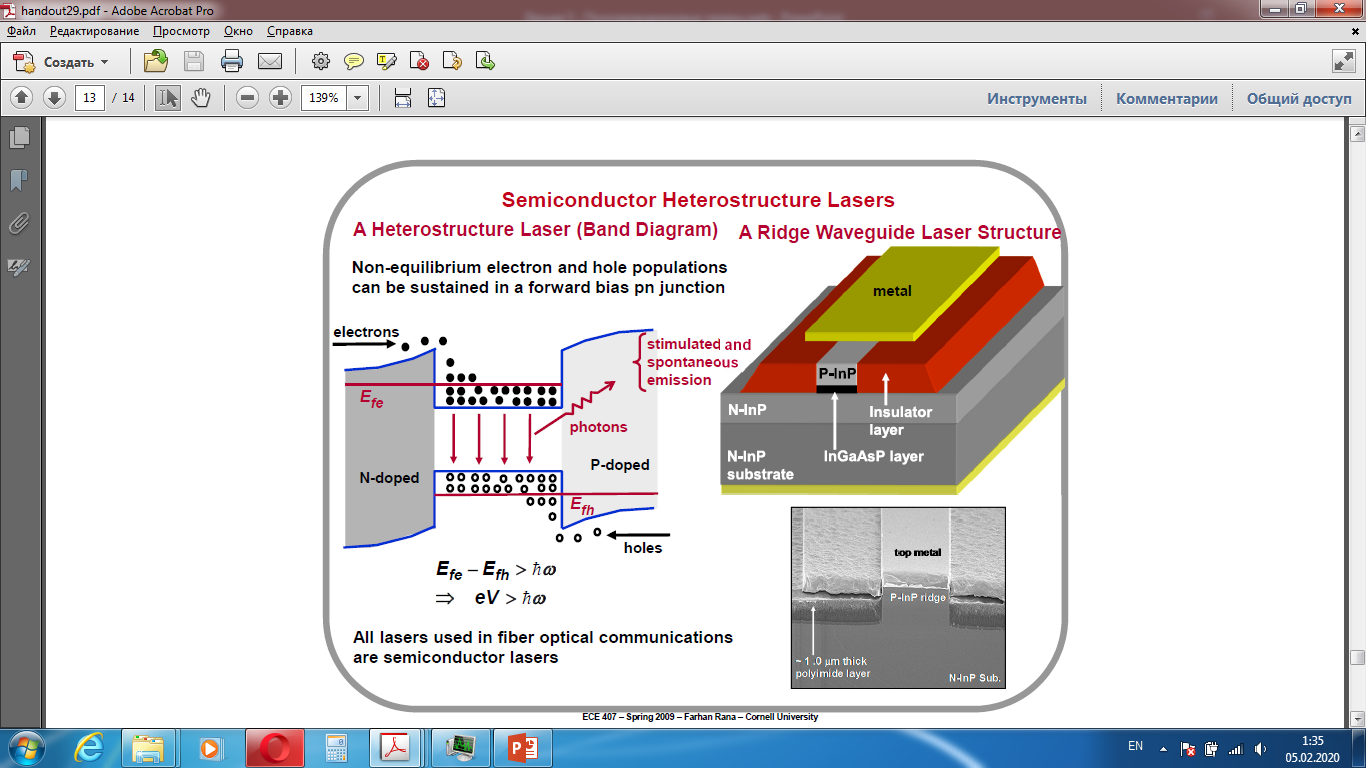 handout29.pdf - Adobe Acrobat Pro
Файл Редактирование Просмотр Окно Справка
Создать
13 / 14 139% Инструменты Комментарии Общий доступ
Semiconductor Heterostructure Lasers
A Heterostructure Laser (Band Diagram)
Non-equilibrium electron and hole populations
can be sustained in a forward bias pn junction
electrons
stimulated and
spontaneous
emission
Efe
photons
N-doped
P-doped
Efh
holes
Efe – Efh > ħω
⇒ eV > ħω
All lasers used in fiber optical communications
are semiconductor lasers
A Ridge Waveguide Laser Structure
metal
P-InP
N-InP
Insulator
layer
N-InP
substrate
InGaAsP layer
top metal
P-InP ridge
~ 1.0 μm thick
polyimide layer
N-InP Sub.
ECE 407 – Spring 2009 – Farhan Rana – Cornell University
EN
1:35
05.02.2020